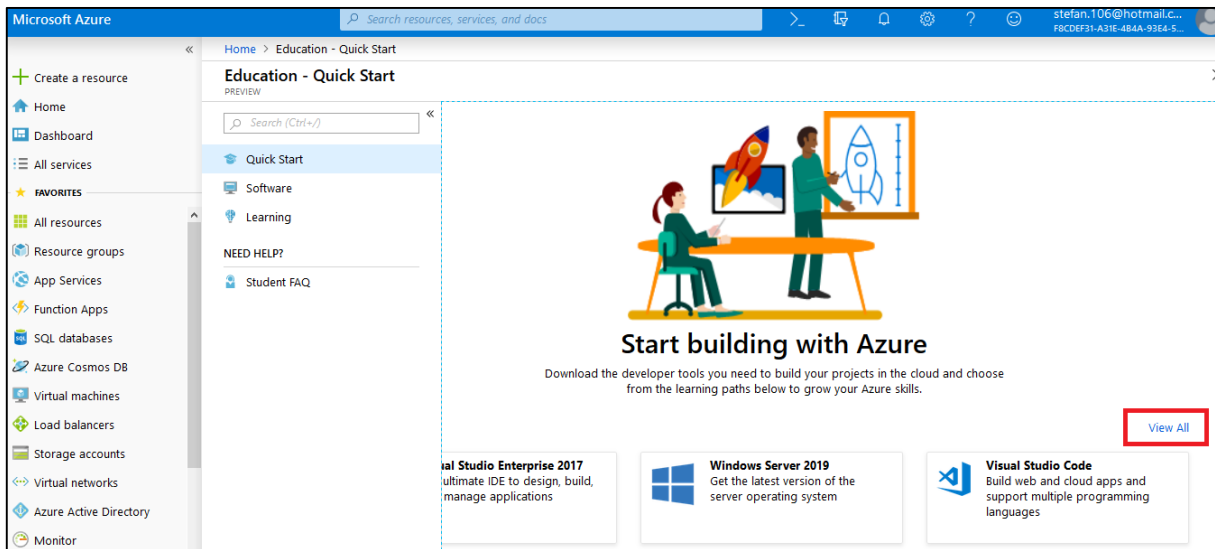 Microsoft Azure
Search resources, services, and docs
stefan.106@hotmail.c...
F8CDEF31-A31E-4B4A-93E4-5...
Home > Education - Quick Start
Create a resource
Home
Dashboard
All services
FAVORITES
All resources
Resource groups
App Services
Function Apps
SQL databases
Azure Cosmos DB
Virtual machines
Load balancers
Storage accounts
Virtual networks
Azure Active Directory
Monitor
Education - Quick Start
PREVIEW
Search (Ctrl+/)
Quick Start
Software
Learning
NEED HELP?
Student FAQ
Start building with Azure
Download the developer tools you need to build your projects in the cloud and choose
from the learning paths below to grow your Azure skills.
View All
ual Studio Enterprise 2017
ultimate IDE to design, build,
manage applications
Windows Server 2019
Get the latest version of the
server operating system
Visual Studio Code
Build web and cloud apps and
support multiple programming
languages